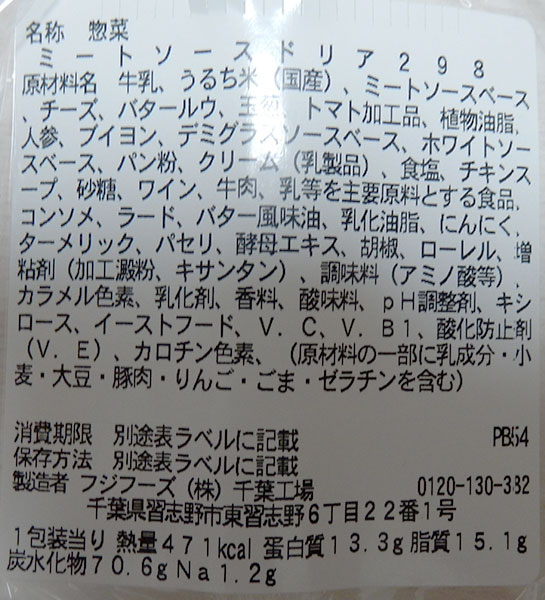 名称 惣菜
ミートソースドリア298
原材料名 牛乳、うるち米(国産)、ミートソースベース
、チーズ、バタールウ、玉葱、トマト加工品、植物油脂、
人参、ブイヨン、デミグラスソースベース、ホワイトソー
スベース、パン粉、クリーム(乳製品)、食塩、チキンス
ープ、砂糖、ワイン、牛肉、乳等を主要原料とする食品、
コンソメ、ラード、バター風味油、乳化油脂、にんにく、
ターメリック、パセリ、酵母エキス、胡椒、ローレル、増
粘剤(加工澱粉、キサンタン)、調味料(アミノ酸等)、
カラメル色素、乳化剤、香料、酸味料、pH調整剤、キシ
ロース、イーストフード、V.C、V.B1、酸化防止剤
(V.E)、カロチン色素、(原材料の一部に乳成分・小
麦・大豆・豚肉・りんご・ごま・ゼラチンを含む)
消費期限 別途表ラベルに記載 PB54
保存方法 別途表ラベルに記載
製造者 フジフーズ(株)千葉工場 0120-130-332
千葉県習志野市東習志野6丁目22番1号
1包装当り 熱量471kcal 蛋白質13.3g脂質15.1g
炭水化物70.6gNa1.2g